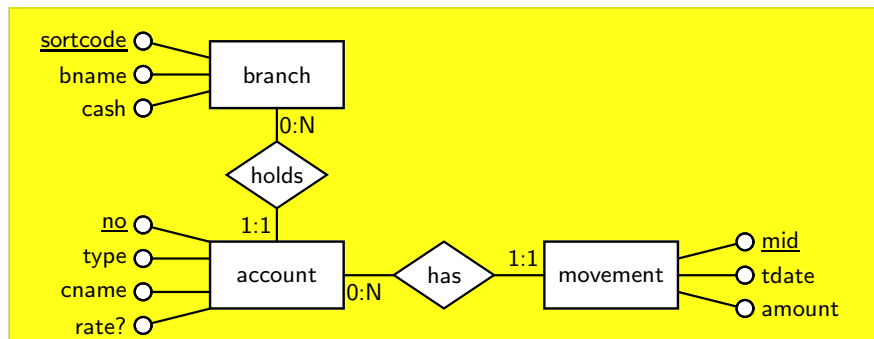 sortcode
bname
cash
branch
0:N
holds
1:1
no
type
cname
rate?
account
0:N
has
1:1
movement
mid
tdate
amount